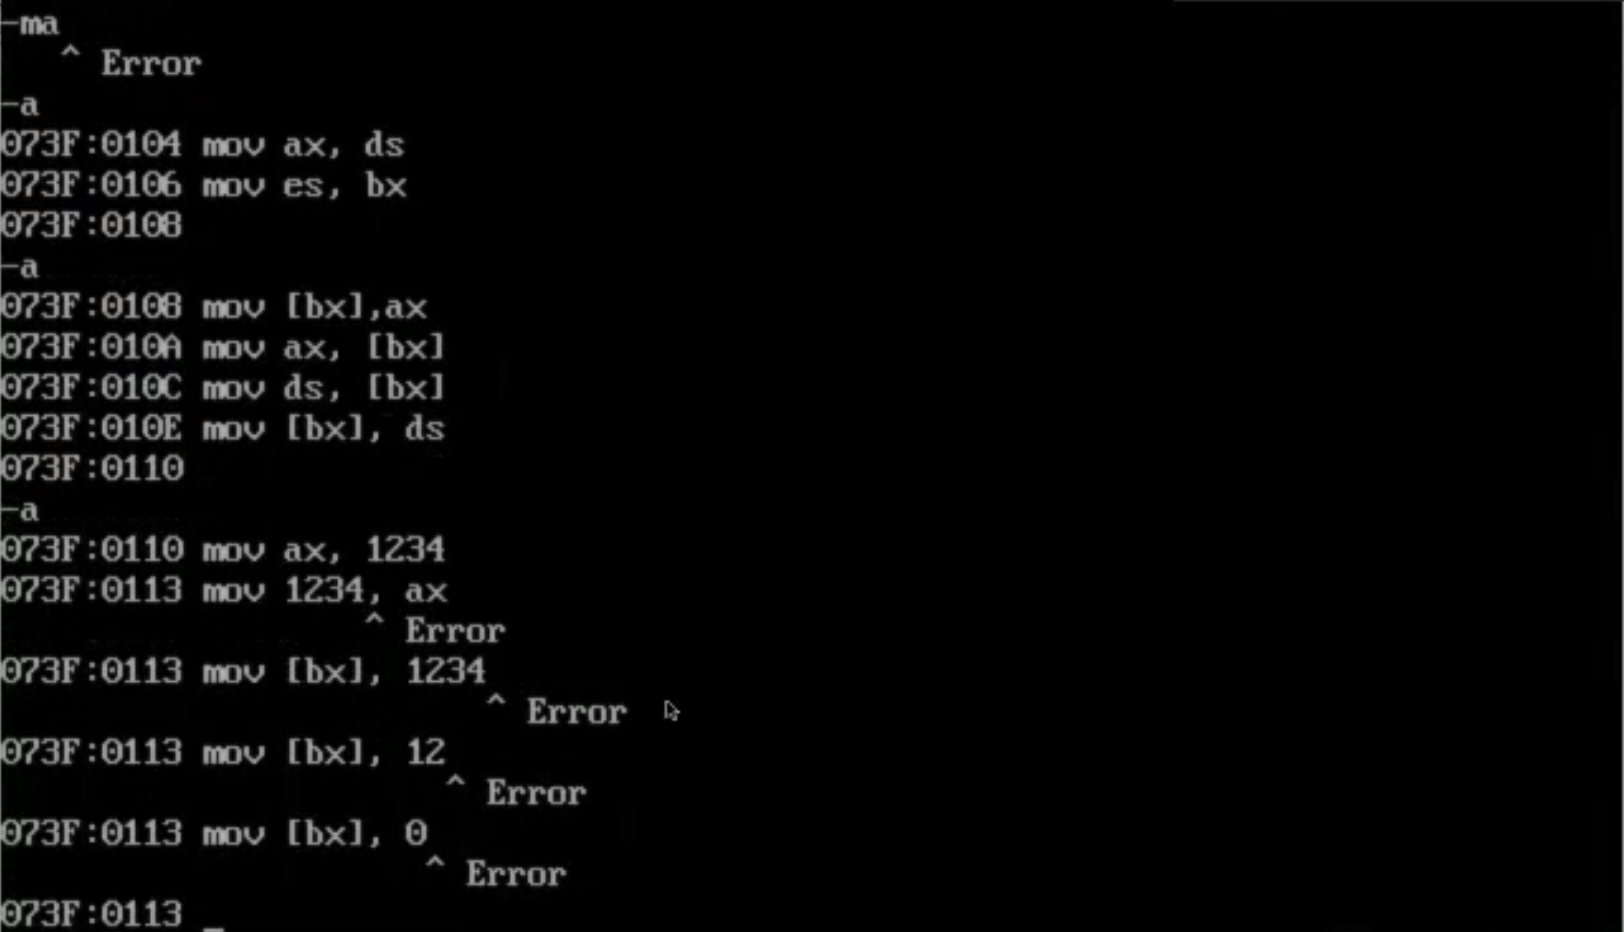 -ma
^ Error
-a
073F:0104 mov ax, ds
073F:0106 mov es, bx
073F:0108
-a
073F:0108 mov [bx],ax
073F:010A mov ax, [bx]
073F:010C mov ds, [bx]
073F:010E mov [bx], ds
073F:0110
-a
073F:0110 mov ax, 1234
073F:0113 mov 1234, ax
^ Error
073F:0113 mov [bx], 1234
^ Error
073F:0113 mov [bx], 12
^ Error
073F:0113 mov [bx], 0
^ Error
073F:0113 _